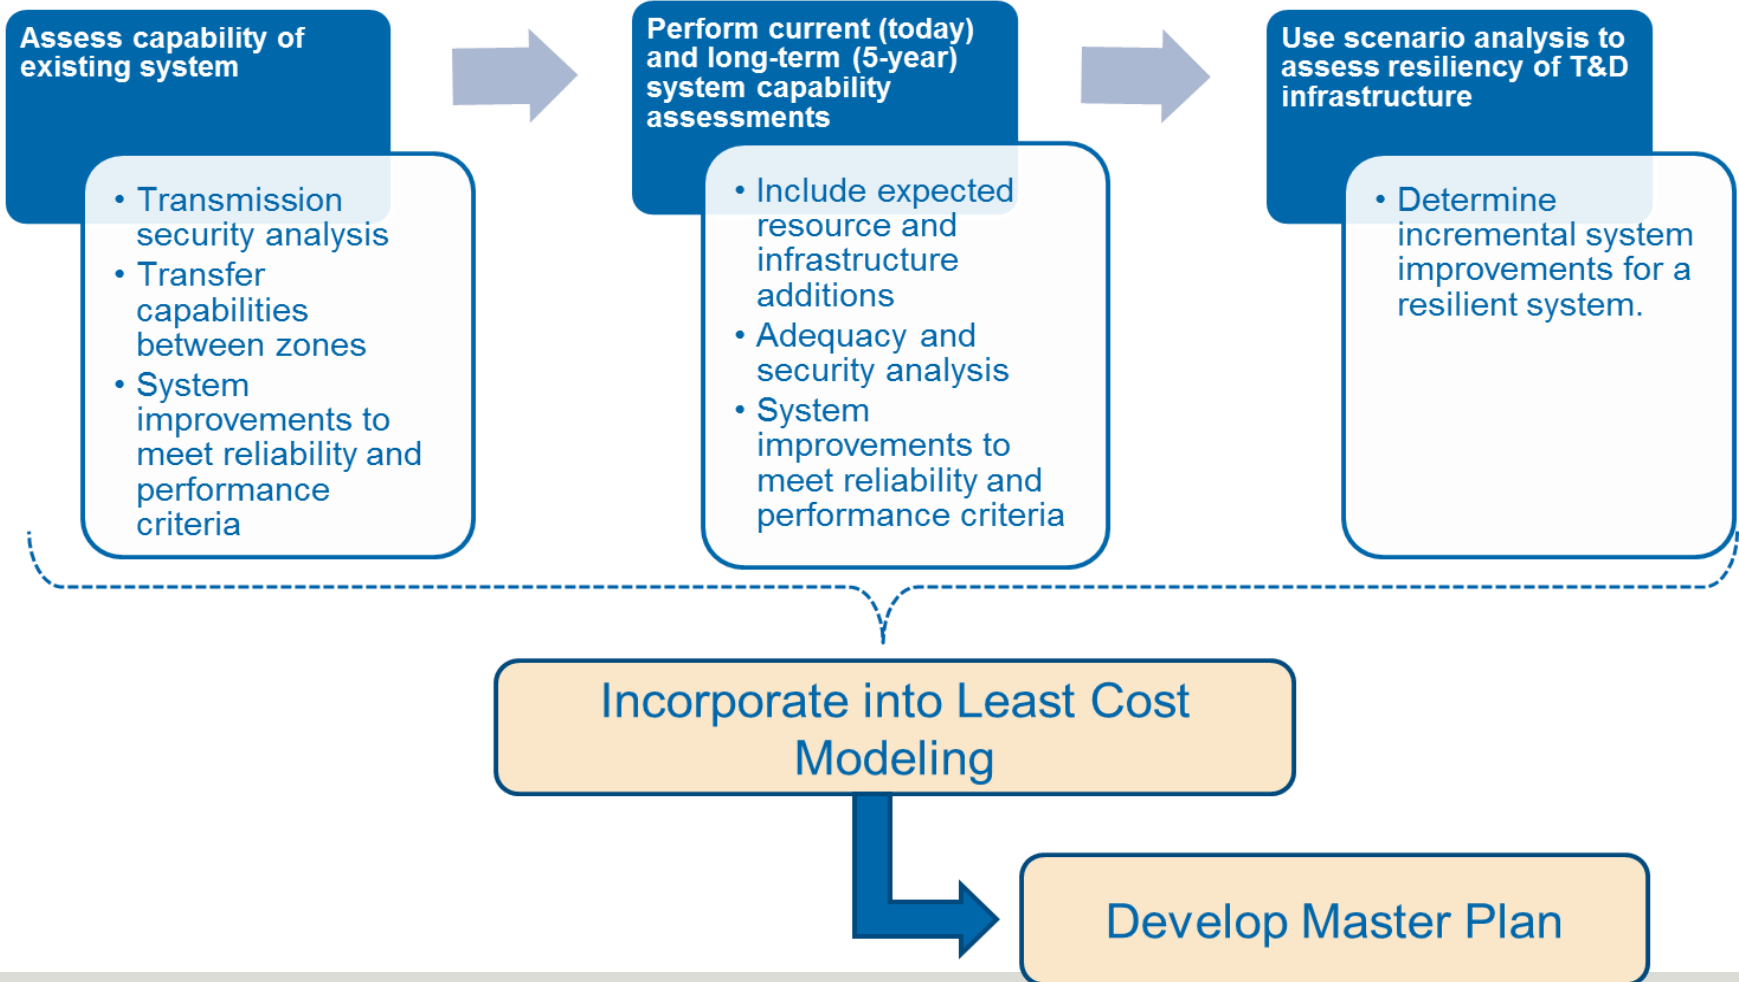 Assess capability of
existing system
• Transmission
security analysis
• Transfer
capabilities
between zones
• System
improvements to
meet reliability and
performance
criteria
Perform current (today)
and long-term (5-year)
system capability
assessments
• Include expected
resource and
infrastructure
additions
• Adequacy and
security analysis
• System
improvements to
meet reliability and
performance criteria
Use scenario analysis to
assess resiliency of T&D
infrastructure
• Determine
incremental system
improvements for a
resilient system.
Incorporate into Least Cost
Modeling
Develop Master Plan